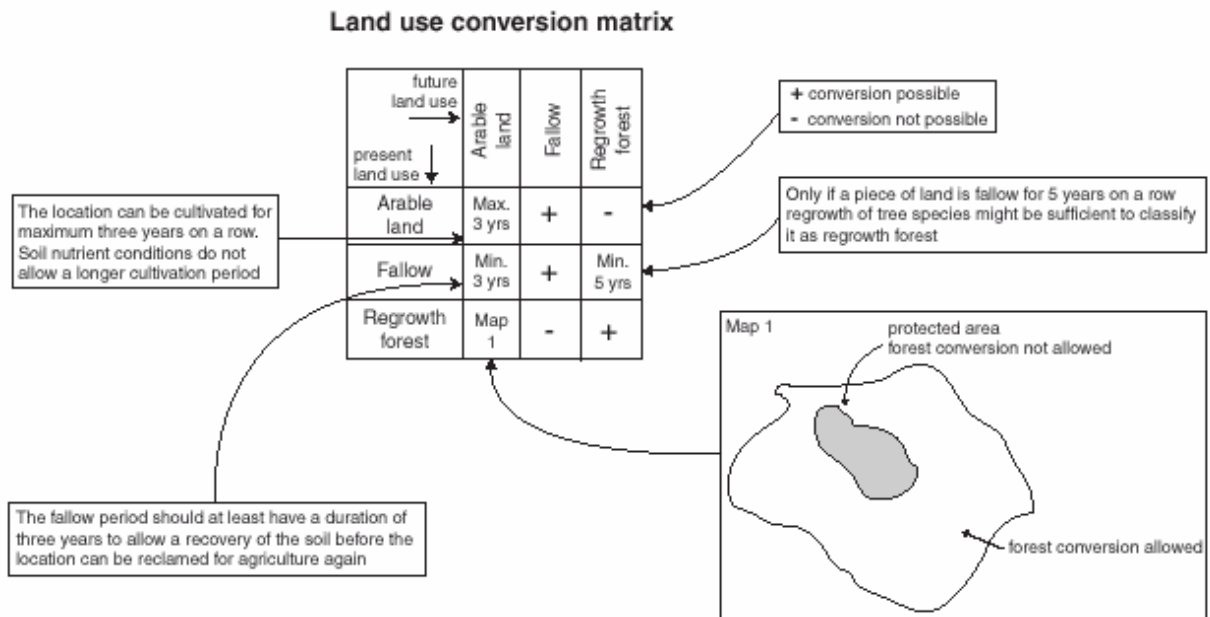 Land use conversion matrix
future
land use
present
land use
Arable
land
Fallow
Regrowth
forest
Arable
land
Max.
3 yrs
+
-
Fallow
Min.
3 yrs
+
Min.
5 yrs
Regrowth
forest
Map
1
-
+
+ conversion possible
- conversion not possible
The location can be cultivated for
maximum three years on a row.
Soil nutrient conditions do not
allow a longer cultivation period
Only if a piece of land is fallow for 5 years on a row
regrowth of tree species might be sufficient to classify
it as regrowth forest
The fallow period should at least have a duration of
three years to allow a recovery of the soil before the
location can be reclamed for agriculture again
Map 1
protected area
forest conversion not allowed
forest conversion allowed